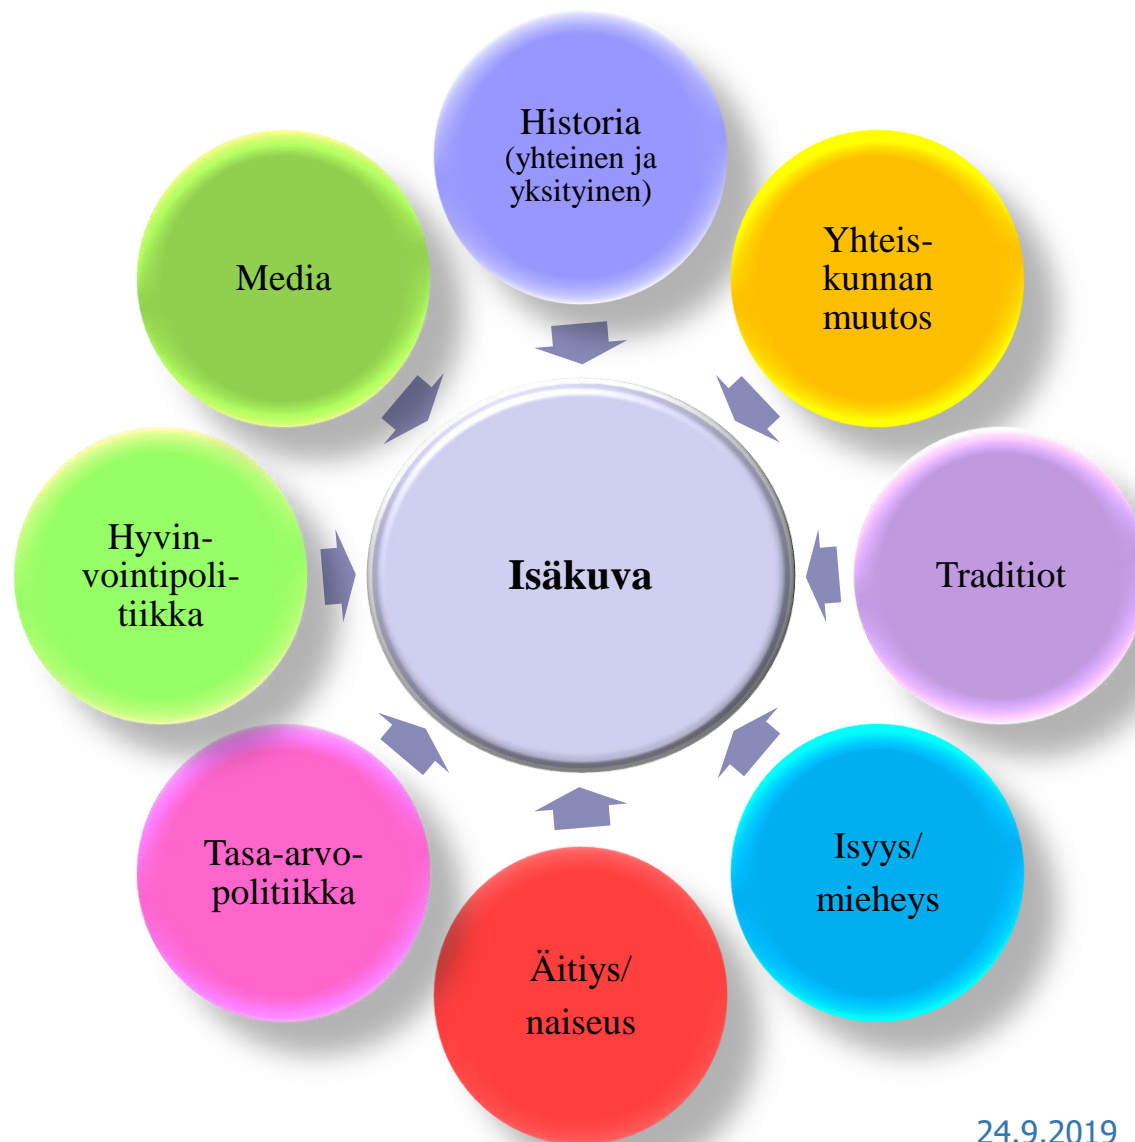 Historia
(yhteinen ja
yksityinen)
Yhteis-
kunnan
muutos
Media
Hyvin-
vointipoli-
tiikka
Isäkuva
Traditiot
Tasa-arvo-
politiikka
Isyys/
mieheys
Äitiys/
naiseus
24.9.2019